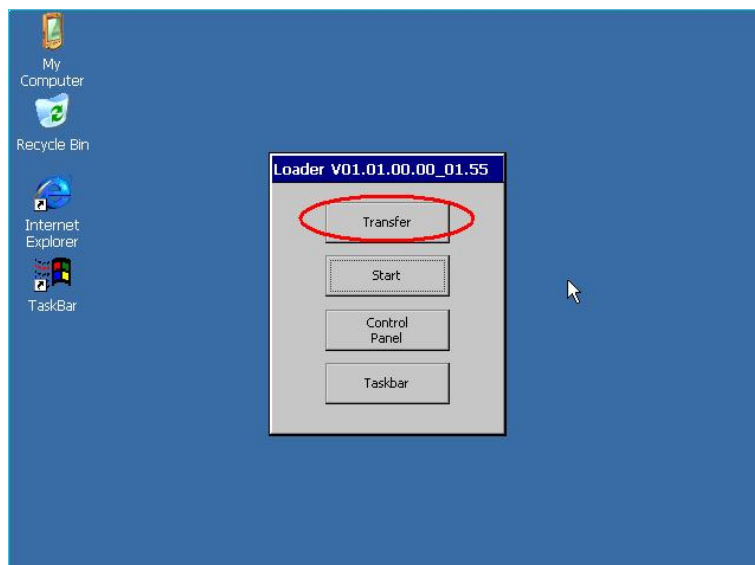 My
Computer
Recycle Bin
Internet
Explorer
TaskBar
Loader V01.01.00.00_01.55
Transfer
Start
Control
Panel
Taskbar